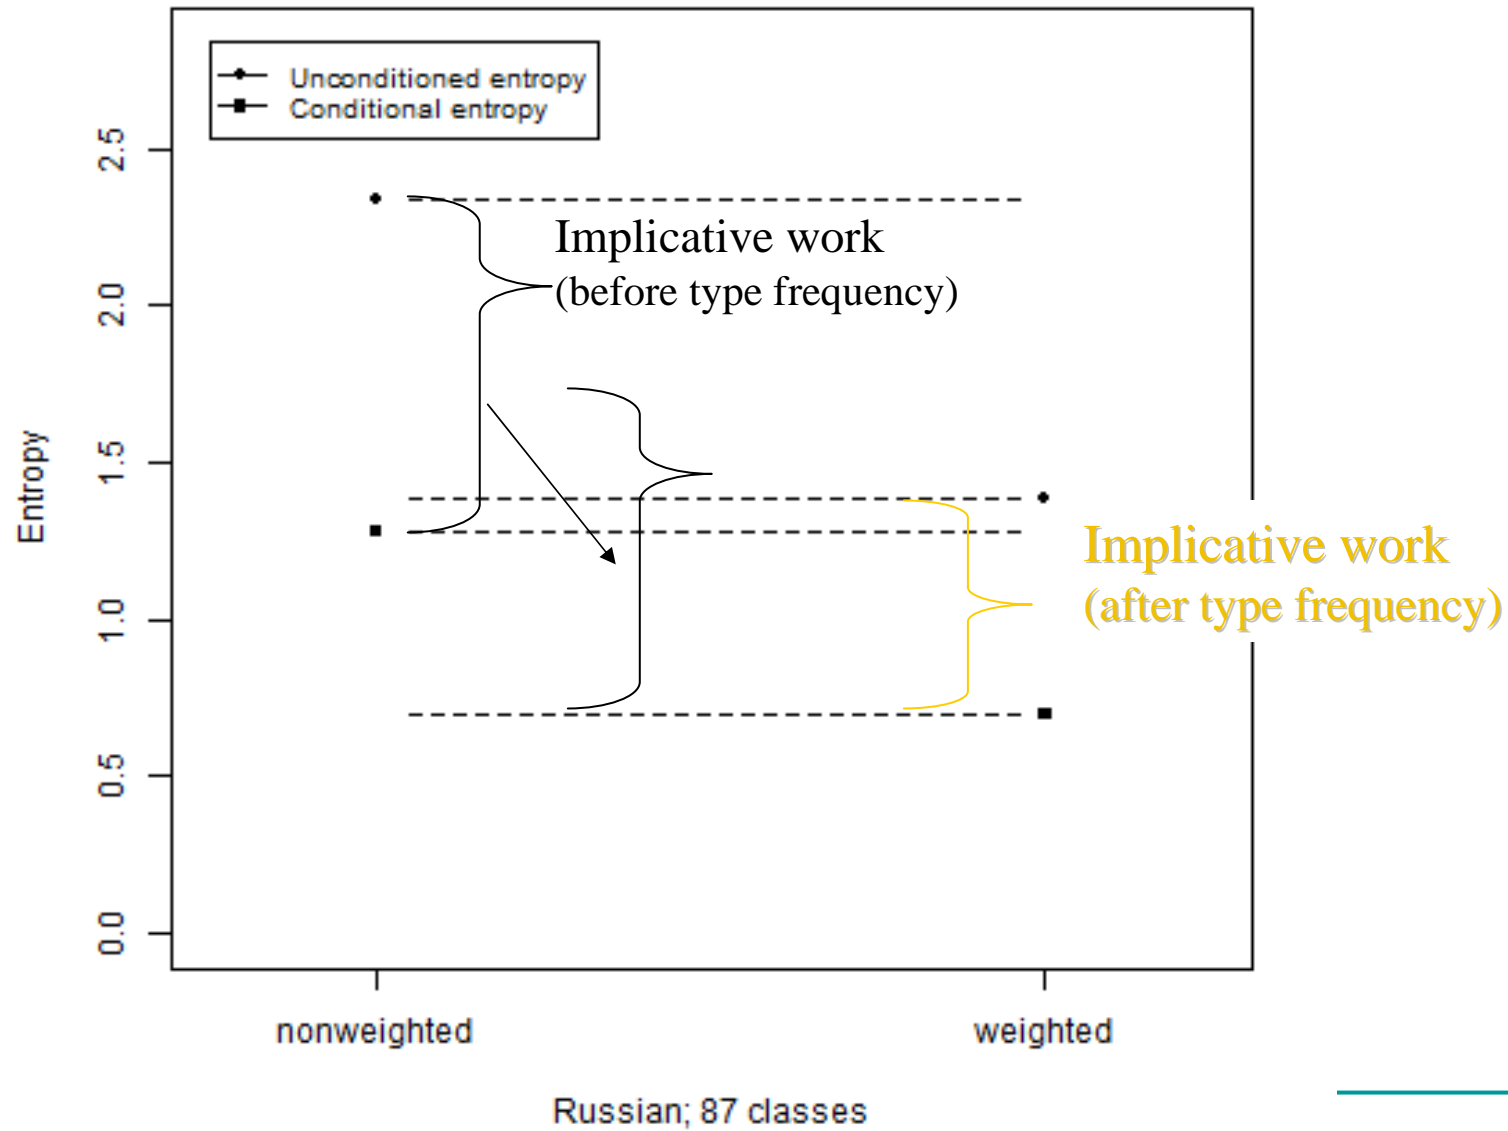 Unconditioned entropy
Conditional entropy
2.5
2.0
1.5
1.0
0.5
0.0
Entropy
Implicative work
(before type frequency)
Implicative work
(after type frequency)
nonweighted
weighted
Russian; 87 classes